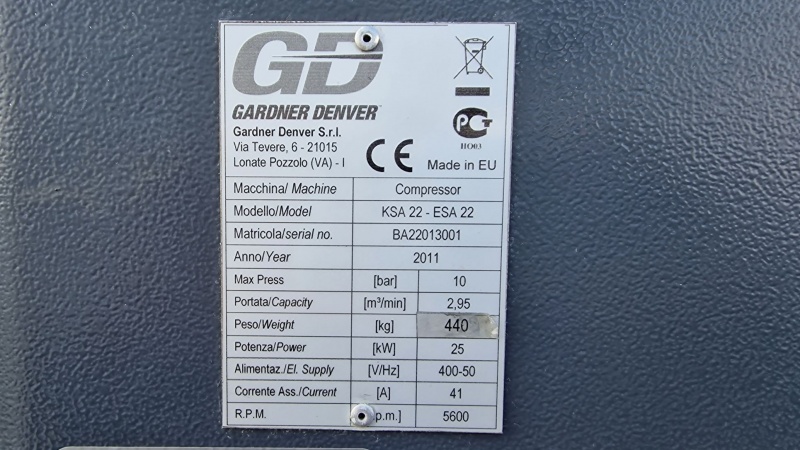 GD
GARDNER DENVER
Gardner Denver S.r.l.
Via Tevere, 6 - 21015
Lonate Pozzolo (VA) - I
CE
PCT
HO03
Made in EU
Macchina/ Machine Compressor
Modello/Model KSA 22 - ESA 22
Matricola/serial no. BA22013001
Anno/Year 2011
Max Press [bar] 10
Portata/Capacity [m³/min] 2,95
Peso/Weight [kg] 440
Potenza/Power [kW] 25
Alimentaz./El. Supply [V/Hz] 400-50
Corrente Ass./Current [A] 41
R.P.M. p.m.] 5600